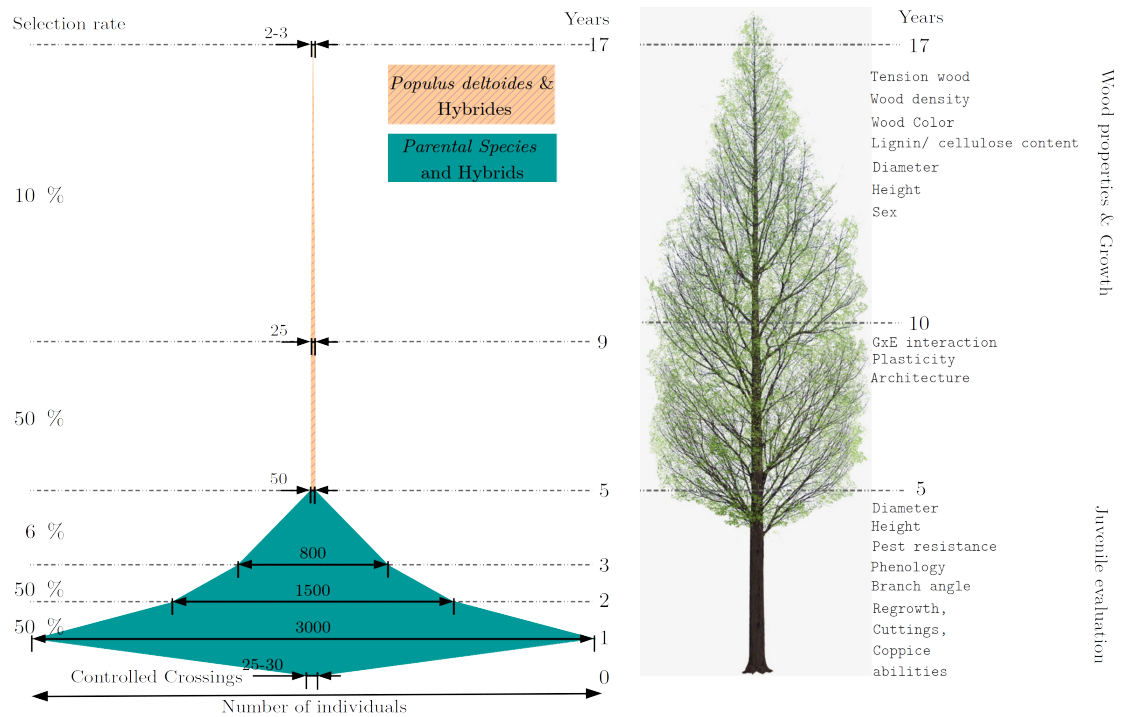 Selection rate
Years
2-3
17
Populus deltoides &
Hybrides
Parental Species
and Hybrids
10 %
25
9
50 %
50
5
6 %
800
3
50 %
1500
2
50 %
3000
1
25-30
Controlled Crossings
0
Number of individuals
Years
17
Tension wood
Wood density
Wood Color
Lignin/ cellulose content
Diameter
Height
Sex
Wood properties & Growth
10
GxE interaction
Plasticity
Architecture
5
Diameter
Height
Pest resistance
Phenology
Branch angle
Regrowth,
Cuttings,
Coppice
abilities
Juvenile evaluation